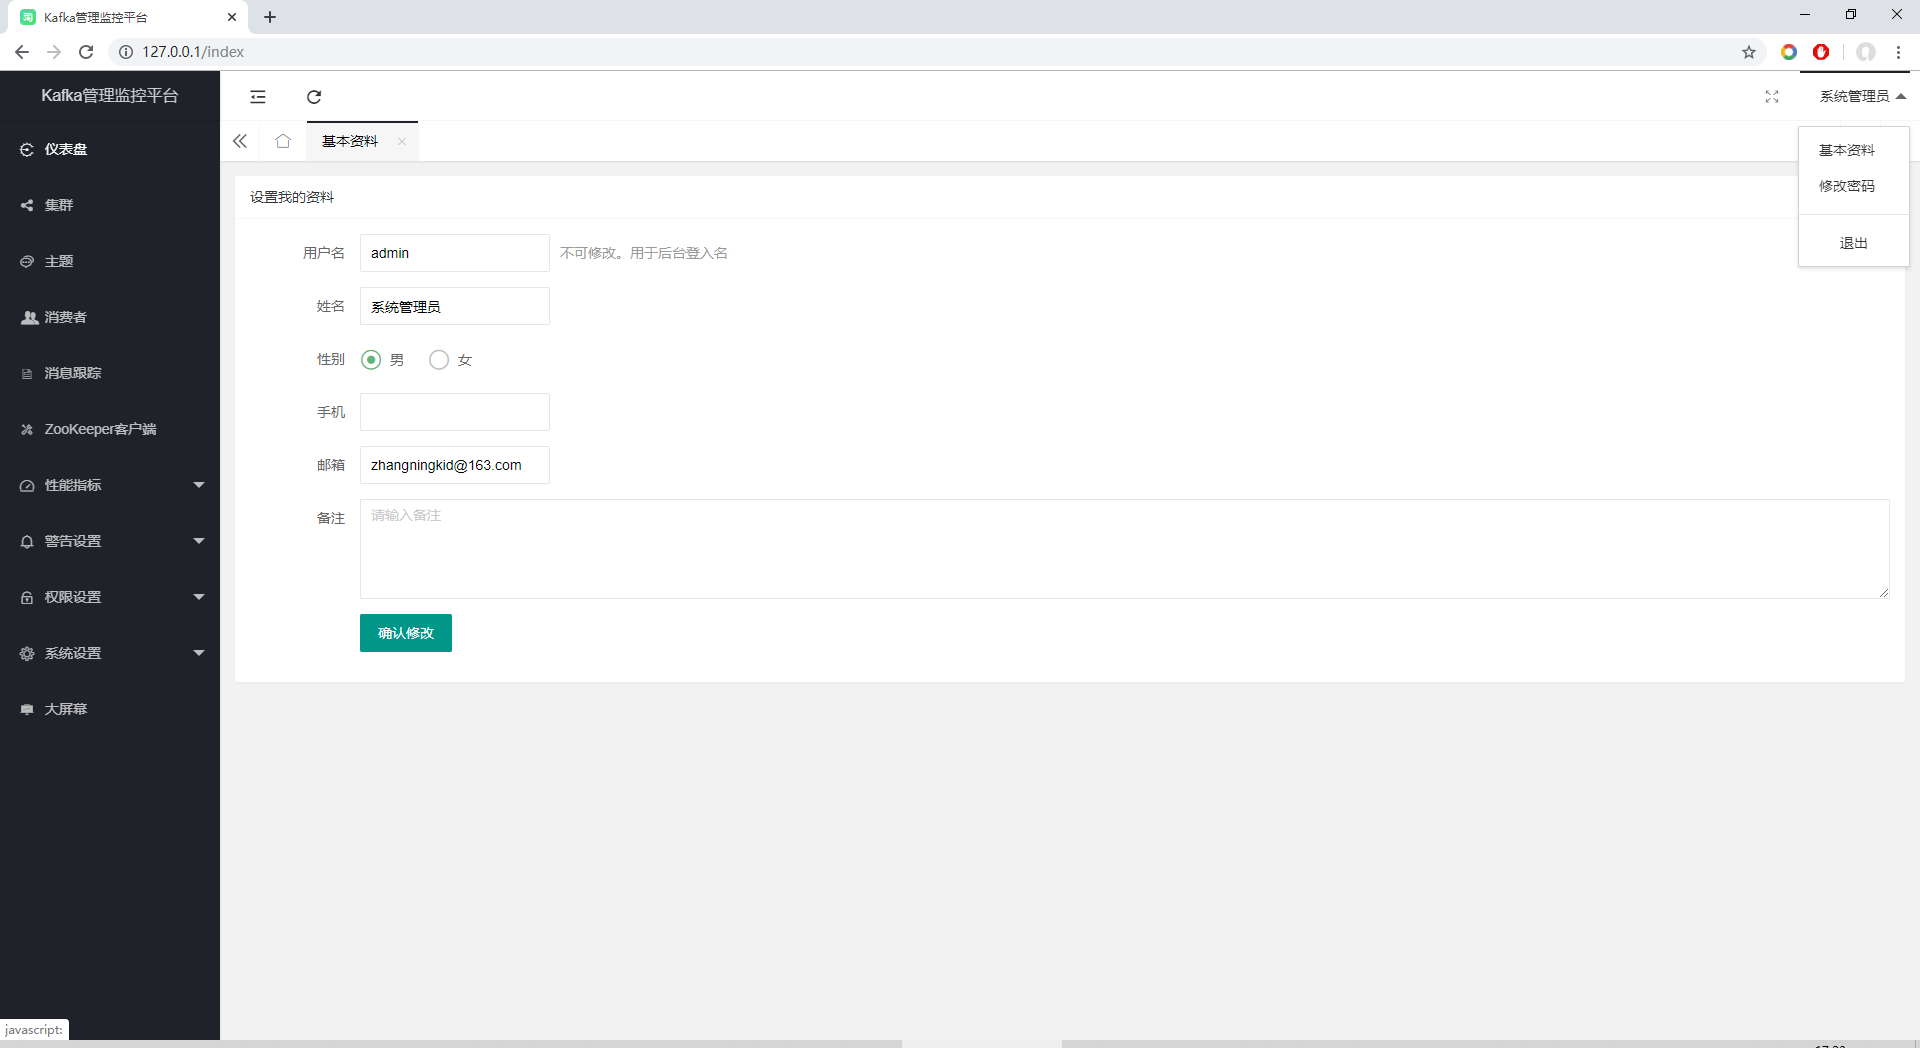 Kafka管理监控平台
127.0.0.1/index
Kafka管理监控平台
系统管理员
基本资料
基本资料
修改密码
退出
仪表盘
集群
主题
消费者
消息跟踪
ZooKeeper客户端
性能指标
警告设置
权限设置
系统设置
大屏幕
设置我的资料
用户名 admin 不可修改。用于后台登入名
姓名 系统管理员
性别 男 女
手机
邮箱 zhangningkid@163.com
备注 请输入备注
确认修改
javascript: